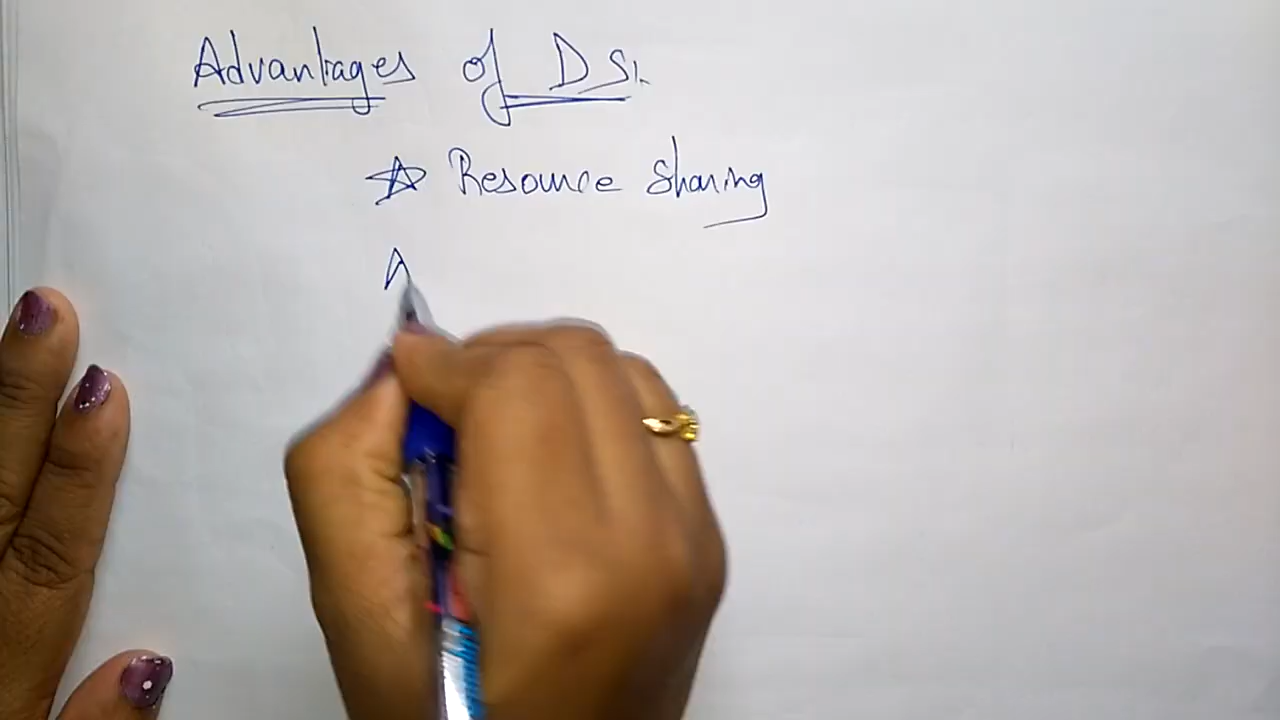 Advantages of DS.
☆ Resource Sharing